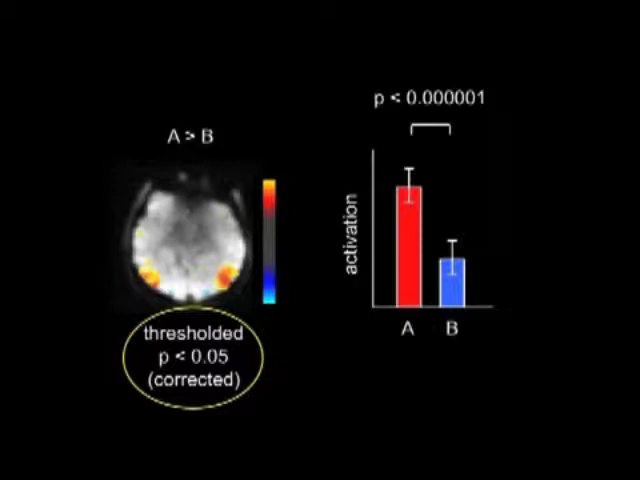 A > B
thresholded
p < 0.05
(corrected)
p < 0.000001
activation
A
B